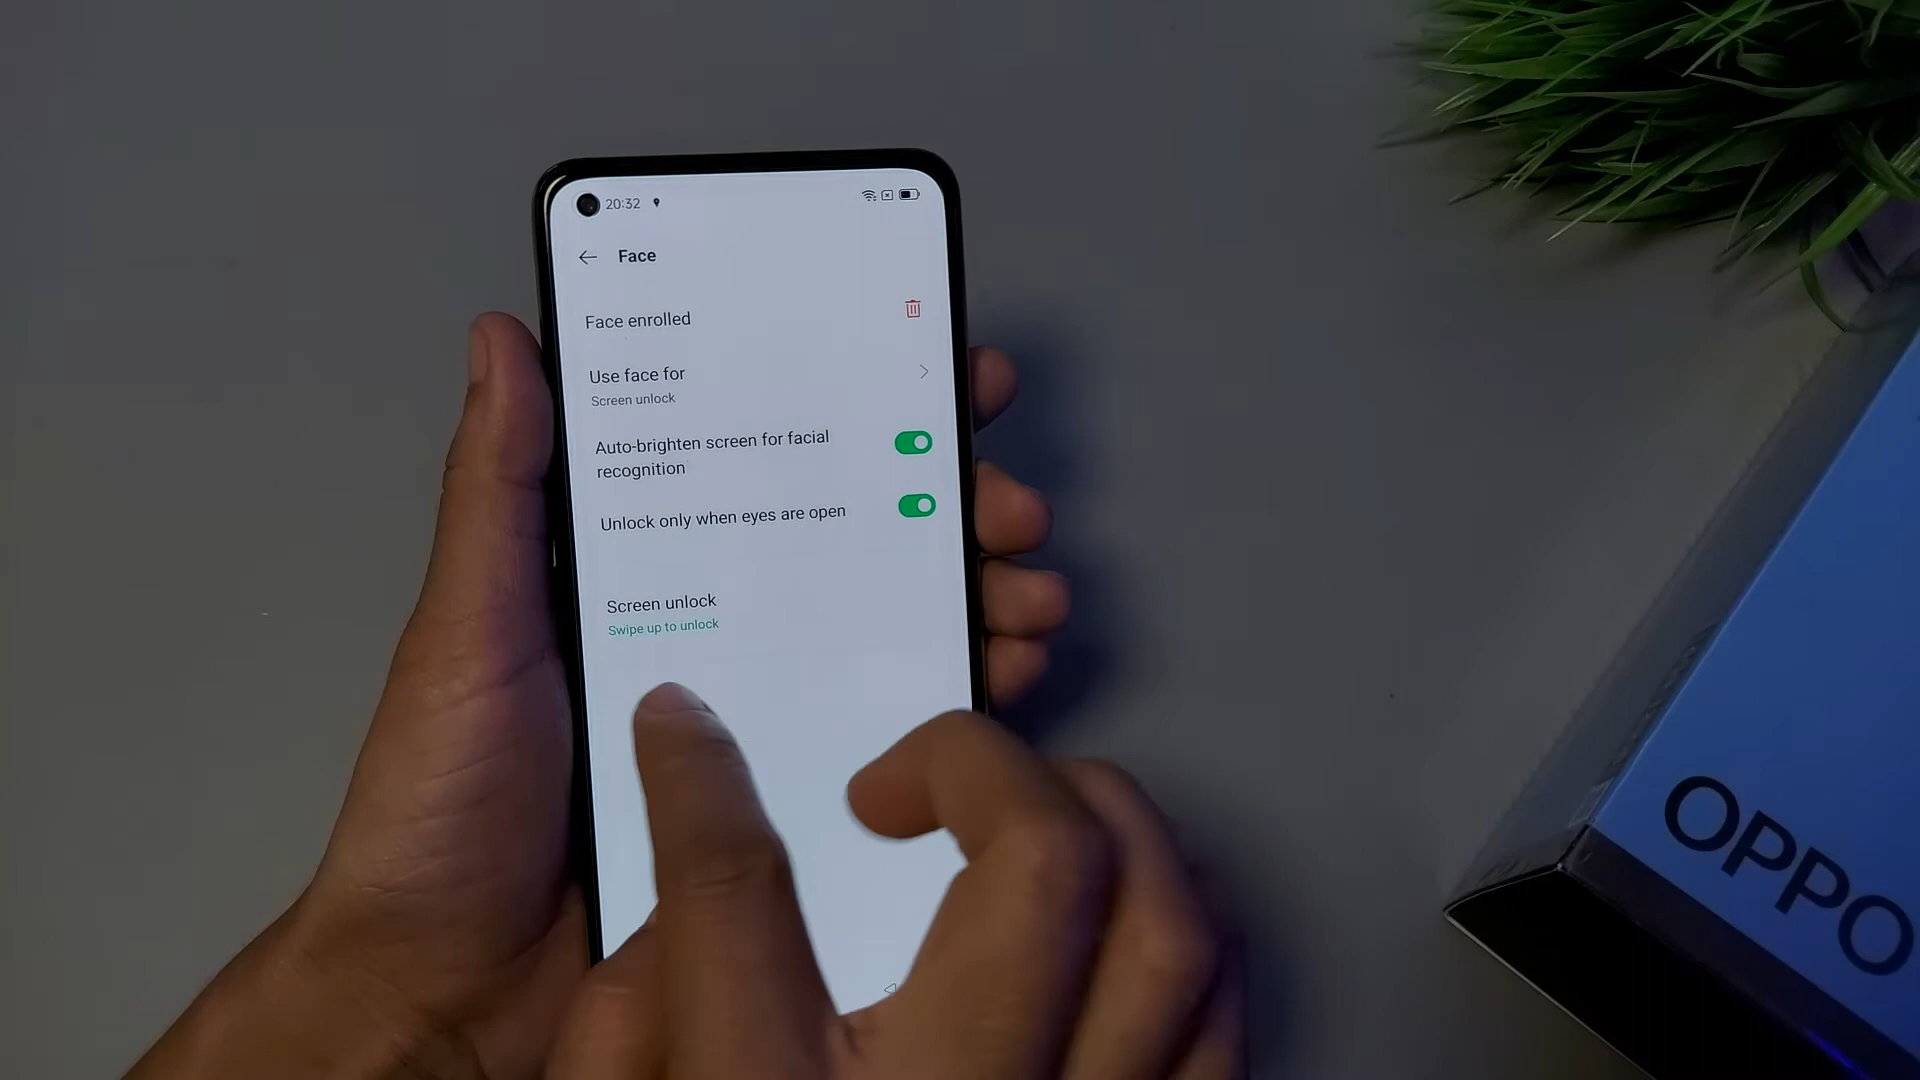 20:32
Face
Face enrolled
Use face for
Screen unlock
Auto-brighten screen for facial
recognition
Unlock only when eyes are open
Screen unlock
Swipe up to unlock
OPPO